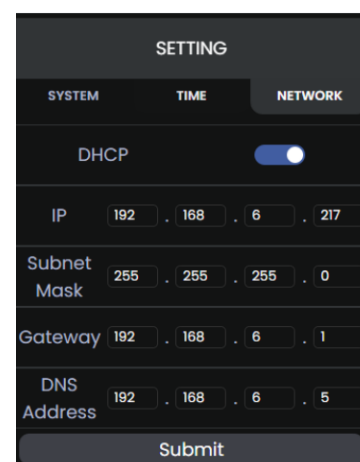 SETTING
SYSTEM TIME NETWORK
DHCP
IP 192 . 168 . 6 . 217
Subnet
Mask 255 . 255 . 255 . 0
Gateway 192 . 168 . 6 . 1
DNS
Address 192 . 168 . 6 . 5
Submit